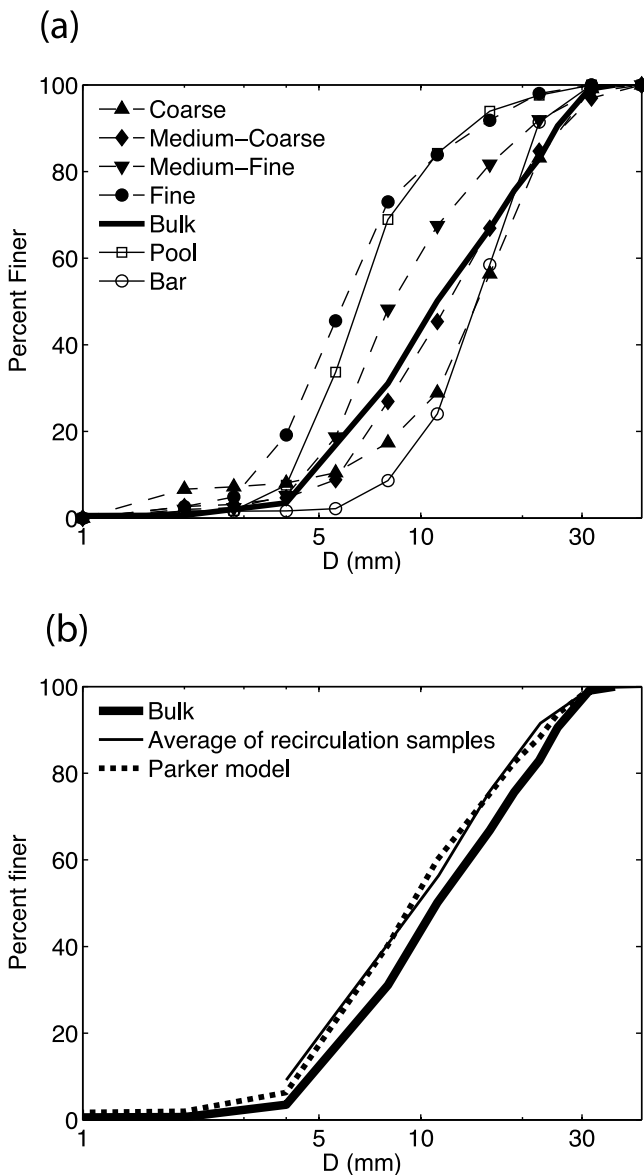 (a)
100
80
60
40
20
0
Percent Finer
Coarse
Medium-Coarse
Medium-Fine
Fine
Bulk
Pool
Bar
1
5
10
30
D (mm)
(b)
100
80
60
40
20
0
Percent finer
Bulk
Average of recirculation samples
Parker model
1
5
10
30
D (mm)